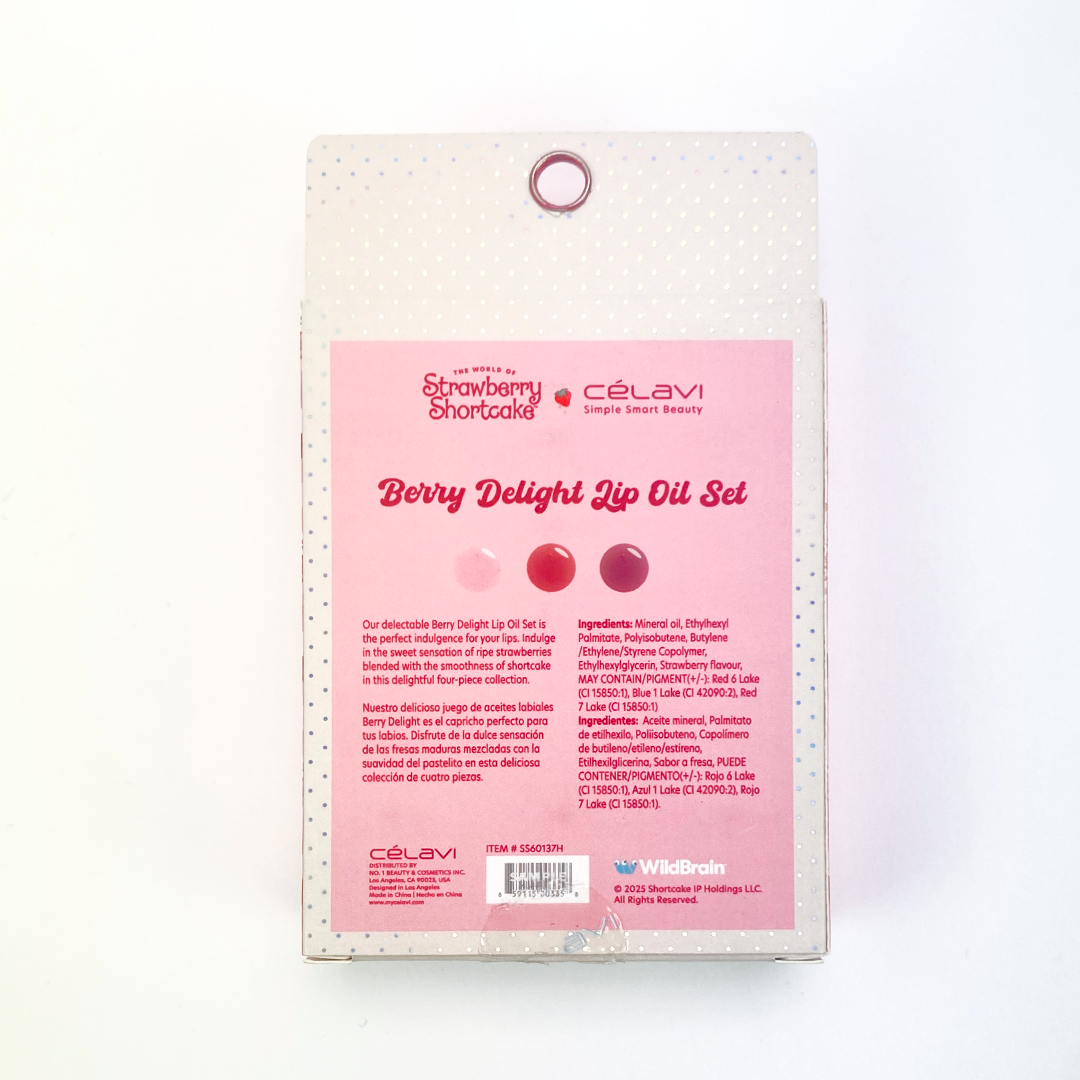 THE WORLD OF
Strawberry
Shortcake™
CÉLAVI
Simple Smart Beauty
Berry Delight Lip Oil Set
Our delectable Berry Delight Lip Oil Set is
the perfect indulgence for your lips. Indulge
in the sweet sensation of ripe strawberries
blended with the smoothness of shortcake
in this delightful four-piece collection.
Nuestro delicioso juego de aceites labiales
Berry Delight es el capricho perfecto para
tus labios. Disfrute de la dulce sensación
de las fresas maduras mezcladas con la
suavidad del pastelito en esta deliciosa
colección de cuatro piezas.
Ingredients: Mineral oil, Ethylhexyl
Palmitate, Polyisobutene, Butylene
/Ethylene/Styrene Copolymer,
Ethylhexylglycerin, Strawberry flavour,
MAY CONTAIN/PIGMENT(+/-): Red 6 Lake
(CI 15850:1), Blue 1 Lake (CI 42090:2), Red
7 Lake (CI 15850:1)
Ingredientes: Aceite mineral, Palmitato
de etilhexilo, Poliisobuteno, Copolímero
de butileno/etileno/estireno,
Etilhexilglicerina, Sabor a fresa, PUEDE
CONTENER/PIGMENTO(+/-): Rojo 6 Lake
(CI 15850:1), Azul 1 Lake (CI 42090:2), Rojo
7 Lake (CI 15850:1).
CÉLAVI
DISTRIBUTED BY
NO. 1 BEAUTY & COSMETICS INC.
Los Angeles, CA 90023, USA
Designed in Los Angeles
Made in China | Hecho en China
www.mycelavi.com
ITEM # SS60137H
SAMPLE
WildBrain™
© 2025 Shortcake IP Holdings LLC.
All Rights Reserved.